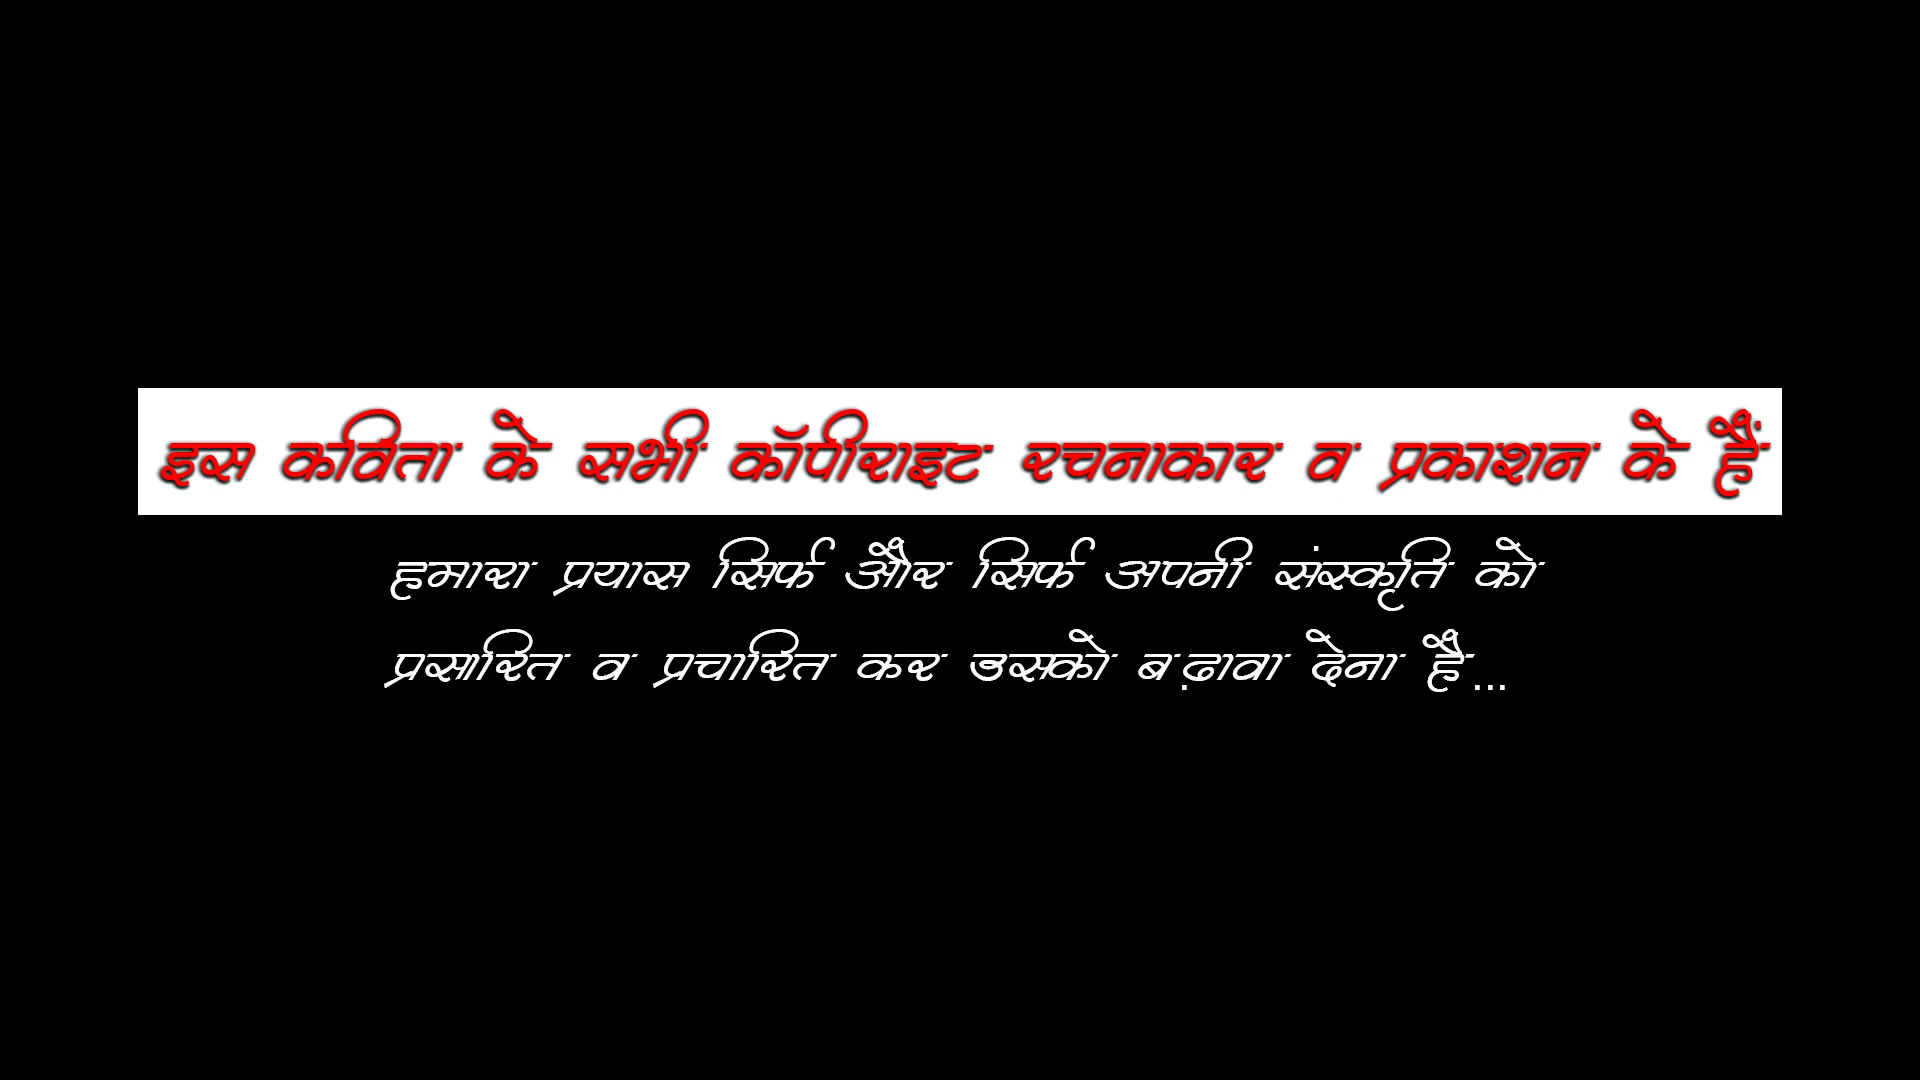 इस कविता के सभी कॉपीराइट रचनाकार व प्रकाशन के हैं
हमारा प्रयास सिर्फ और सिर्फ अपनी संस्कृति को
प्रसारित व प्रचारित कर उसको बढ़ावा देना है...